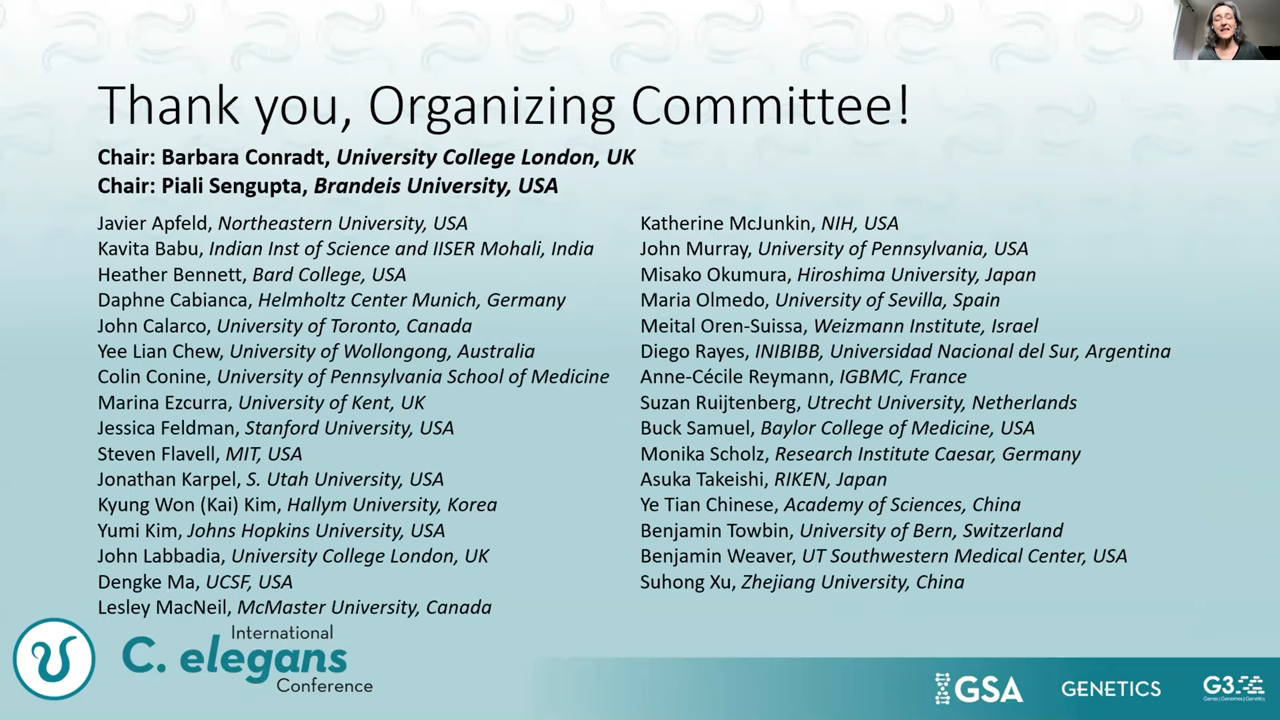 Thank you, Organizing Committee!
Chair: Barbara Conradt, University College London, UK
Chair: Piali Sengupta, Brandeis University, USA
Javier Apfeld, Northeastern University, USA
Kavita Babu, Indian Inst of Science and IISER Mohali, India
Heather Bennett, Bard College, USA
Daphne Cabianca, Helmholtz Center Munich, Germany
John Calarco, University of Toronto, Canada
Yee Lian Chew, University of Wollongong, Australia
Colin Conine, University of Pennsylvania School of Medicine
Marina Ezcurra, University of Kent, UK
Jessica Feldman, Stanford University, USA
Steven Flavell, MIT, USA
Jonathan Karpel, S. Utah University, USA
Kyung Won (Kai) Kim, Hallym University, Korea
Yumi Kim, Johns Hopkins University, USA
John Labbadia, University College London, UK
Dengke Ma, UCSF, USA
Lesley MacNeil, McMaster University, Canada
Katherine McJunkin, NIH, USA
John Murray, University of Pennsylvania, USA
Misako Okumura, Hiroshima University, Japan
Maria Olmedo, University of Sevilla, Spain
Meital Oren-Suissa, Weizmann Institute, Israel
Diego Rayes, INIBIBB, Universidad Nacional del Sur, Argentina
Anne-Cécile Reymann, IGBMC, France
Suzan Ruijtenberg, Utrecht University, Netherlands
Buck Samuel, Baylor College of Medicine, USA
Monika Scholz, Research Institute Caesar, Germany
Asuka Takeishi, RIKEN, Japan
Ye Tian Chinese, Academy of Sciences, China
Benjamin Towbin, University of Bern, Switzerland
Benjamin Weaver, UT Southwestern Medical Center, USA
Suhong Xu, Zhejiang University, China
International
C. elegans
Conference
GSA
GENETICS
G3
Genes | Genomes | Genetics